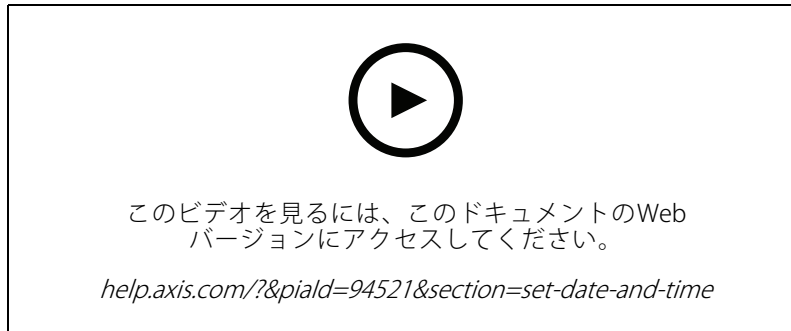 このビデオを見るには、このドキュメントのWeb
バージョンにアクセスしてください。
help.axis.com/?&piaId=94521&section=set-date-and-time